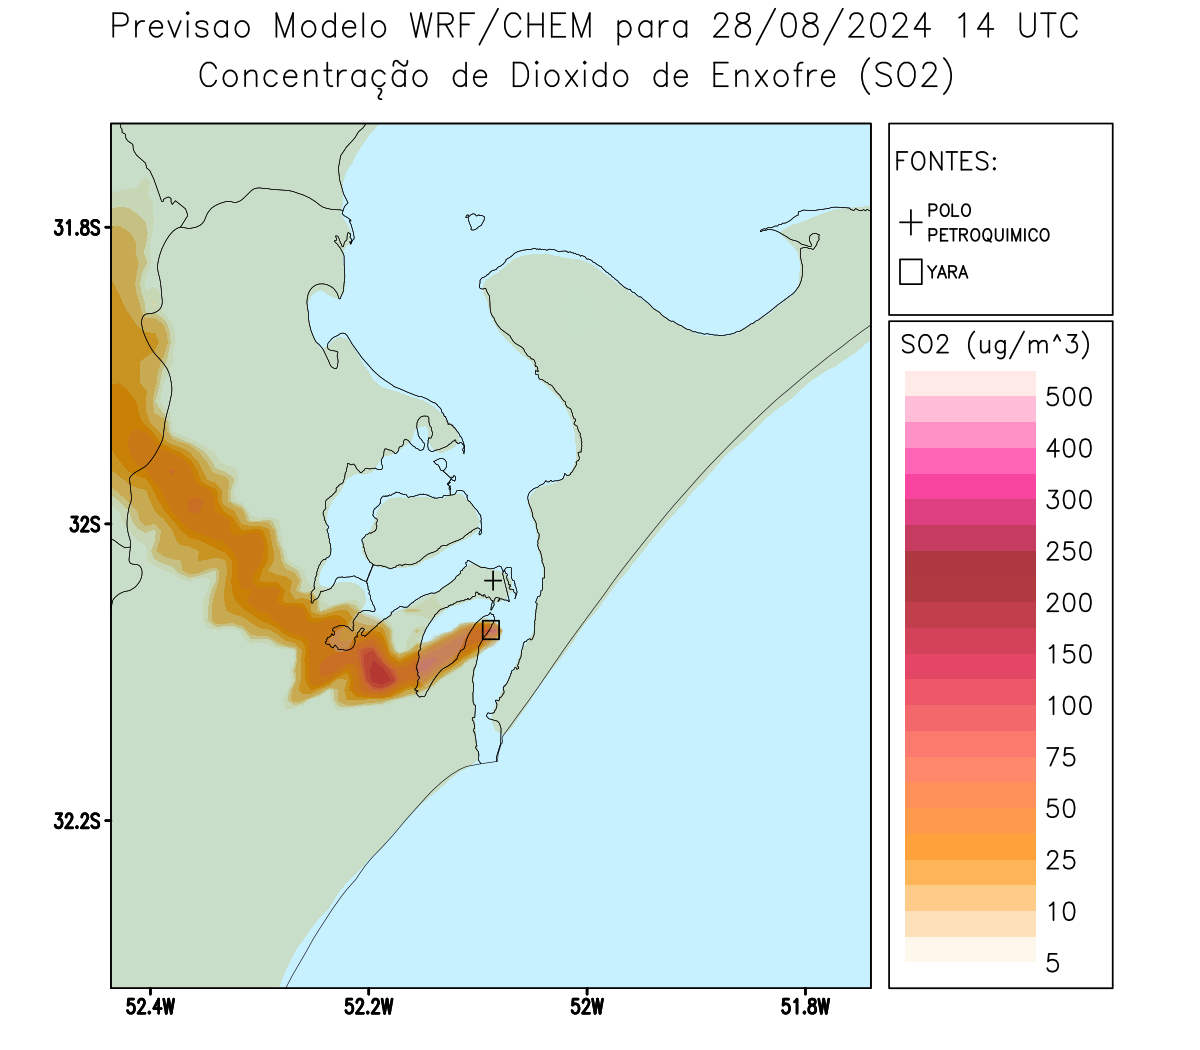 Previsao Modelo WRF/CHEM para 28/08/2024 14 UTC
Concentração de Dioxido de Enxofre (SO2)
FONTES:
POLO
PETROQUIMICO
YARA
SO2 (ug/m^3)
500
400
300
250
200
150
100
75
50
25
10
5
31.8S
32S
32.2S
52.4W
52.2W
52W
51.8W